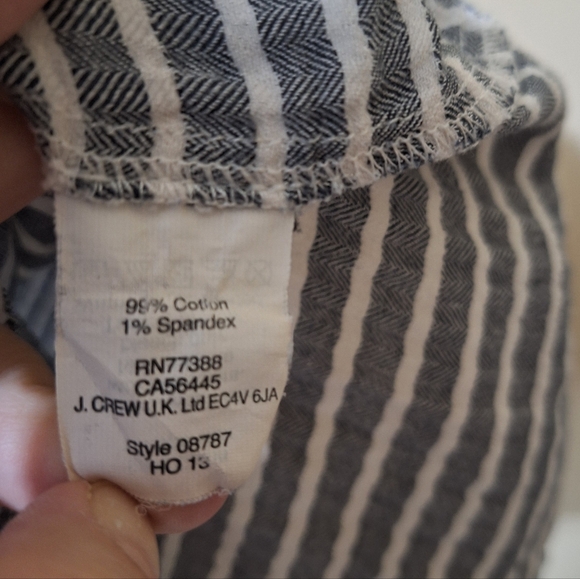 99% Cotton
1% Spandex
RN77388
CA56445
J. CREW U.K. Ltd EC4V 6JA
Style 08787
HO 13